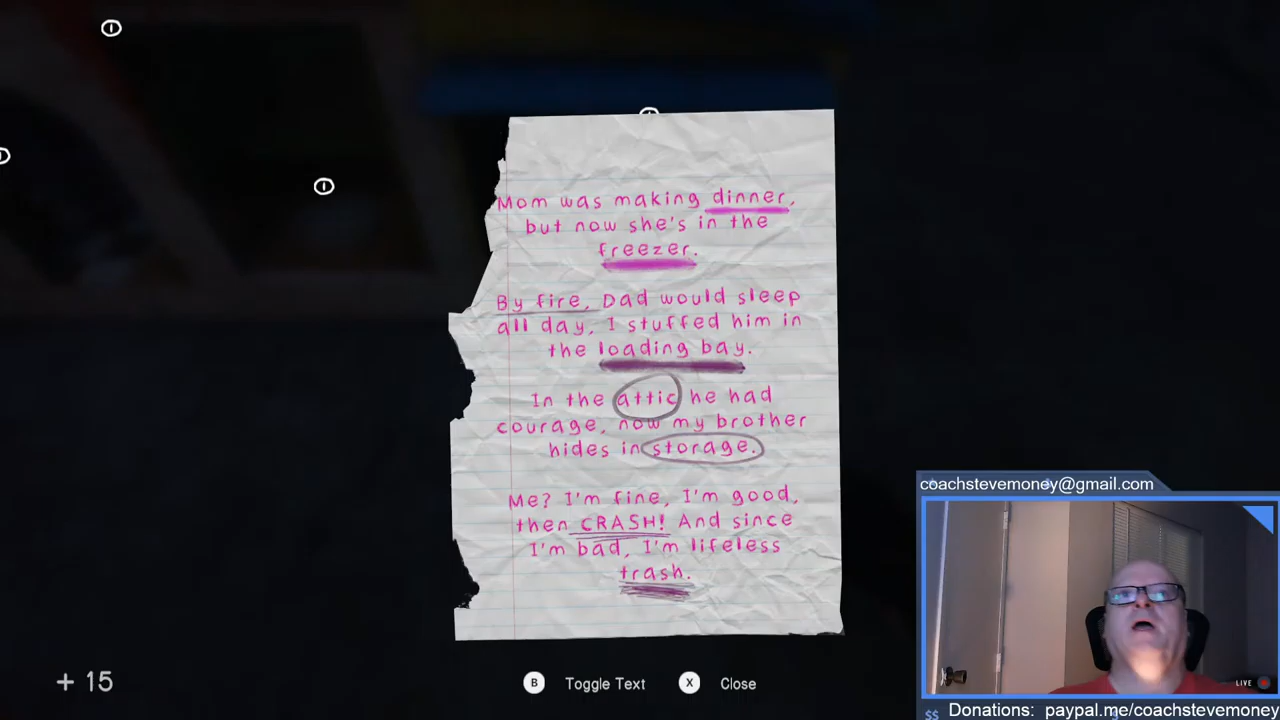 Mom was making dinner,
but now she's in the
freezer.
By fire, Dad would sleep
all day, I stuffed him in
the loading bay.
In the attic he had
courage, now my brother
hides in storage.
Me? I'm fine, I'm good,
then CRASH! And since
I'm bad, I'm lifeless
trash.
+ 15
B Toggle Text X Close
coachstevemoney@gmail.com
LIVE
$$ Donations: paypal.me/coachstevemoney